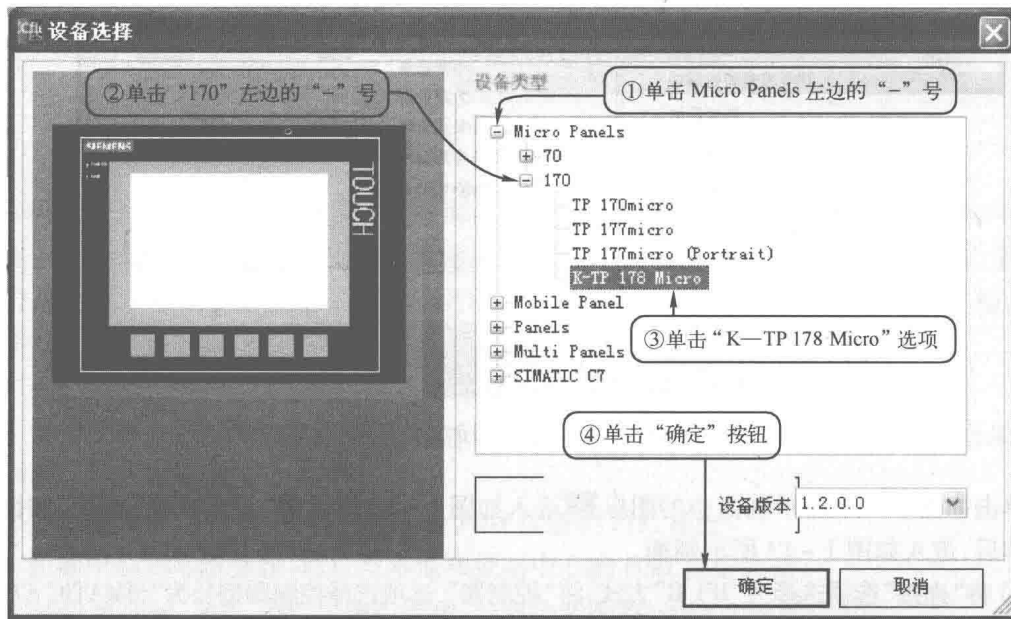 设备选择
设备类型
①单击 Micro Panels 左边的“-”号
②单击“170”左边的“-”号
SIEMENS
TOUCH
Micro Panels
70
170
TP 170micro
TP 177micro
TP 177micro (Portrait)
K-TP 178 Micro
Mobile Panel
Panels
Multi Panels
SIMATIC C7
③单击“K—TP 178 Micro”选项
④单击“确定”按钮
设备版本 1.2.0.0
确定
取消